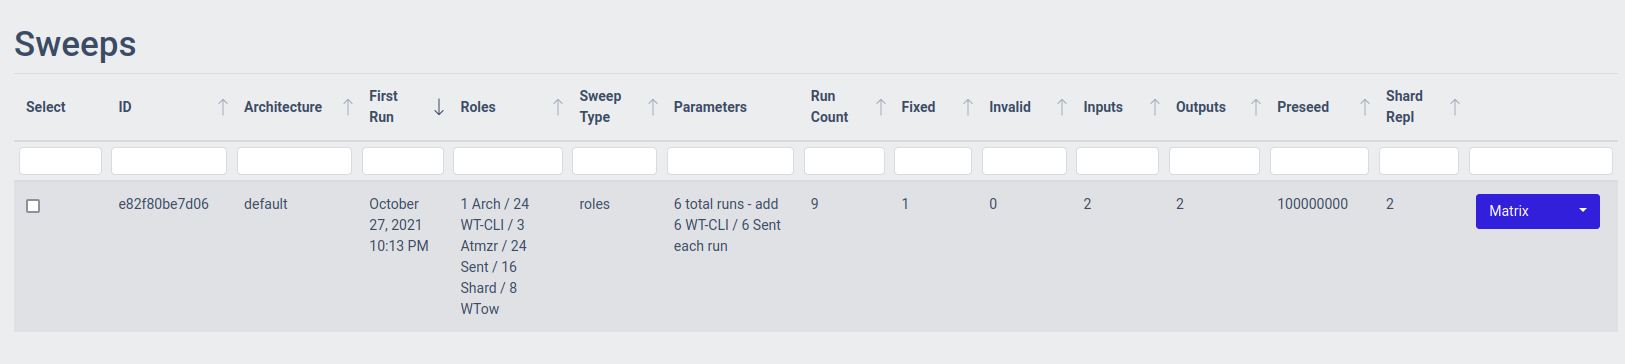 Sweeps
Select ID Architecture First Run Roles Sweep Type Parameters Run Count Fixed Invalid Inputs Outputs Preseed Shard Repl
e82f80be7d06 default October 9 1 0 2 2 100000000 2 Matrix
27, 2021
10:13 PM
1 Arch / 24
WT-CLI / 3
Atmzr / 24
Sent / 16
Shard / 8
WTow
roles
6 total runs - add
6 WT-CLI / 6 Sent
each run